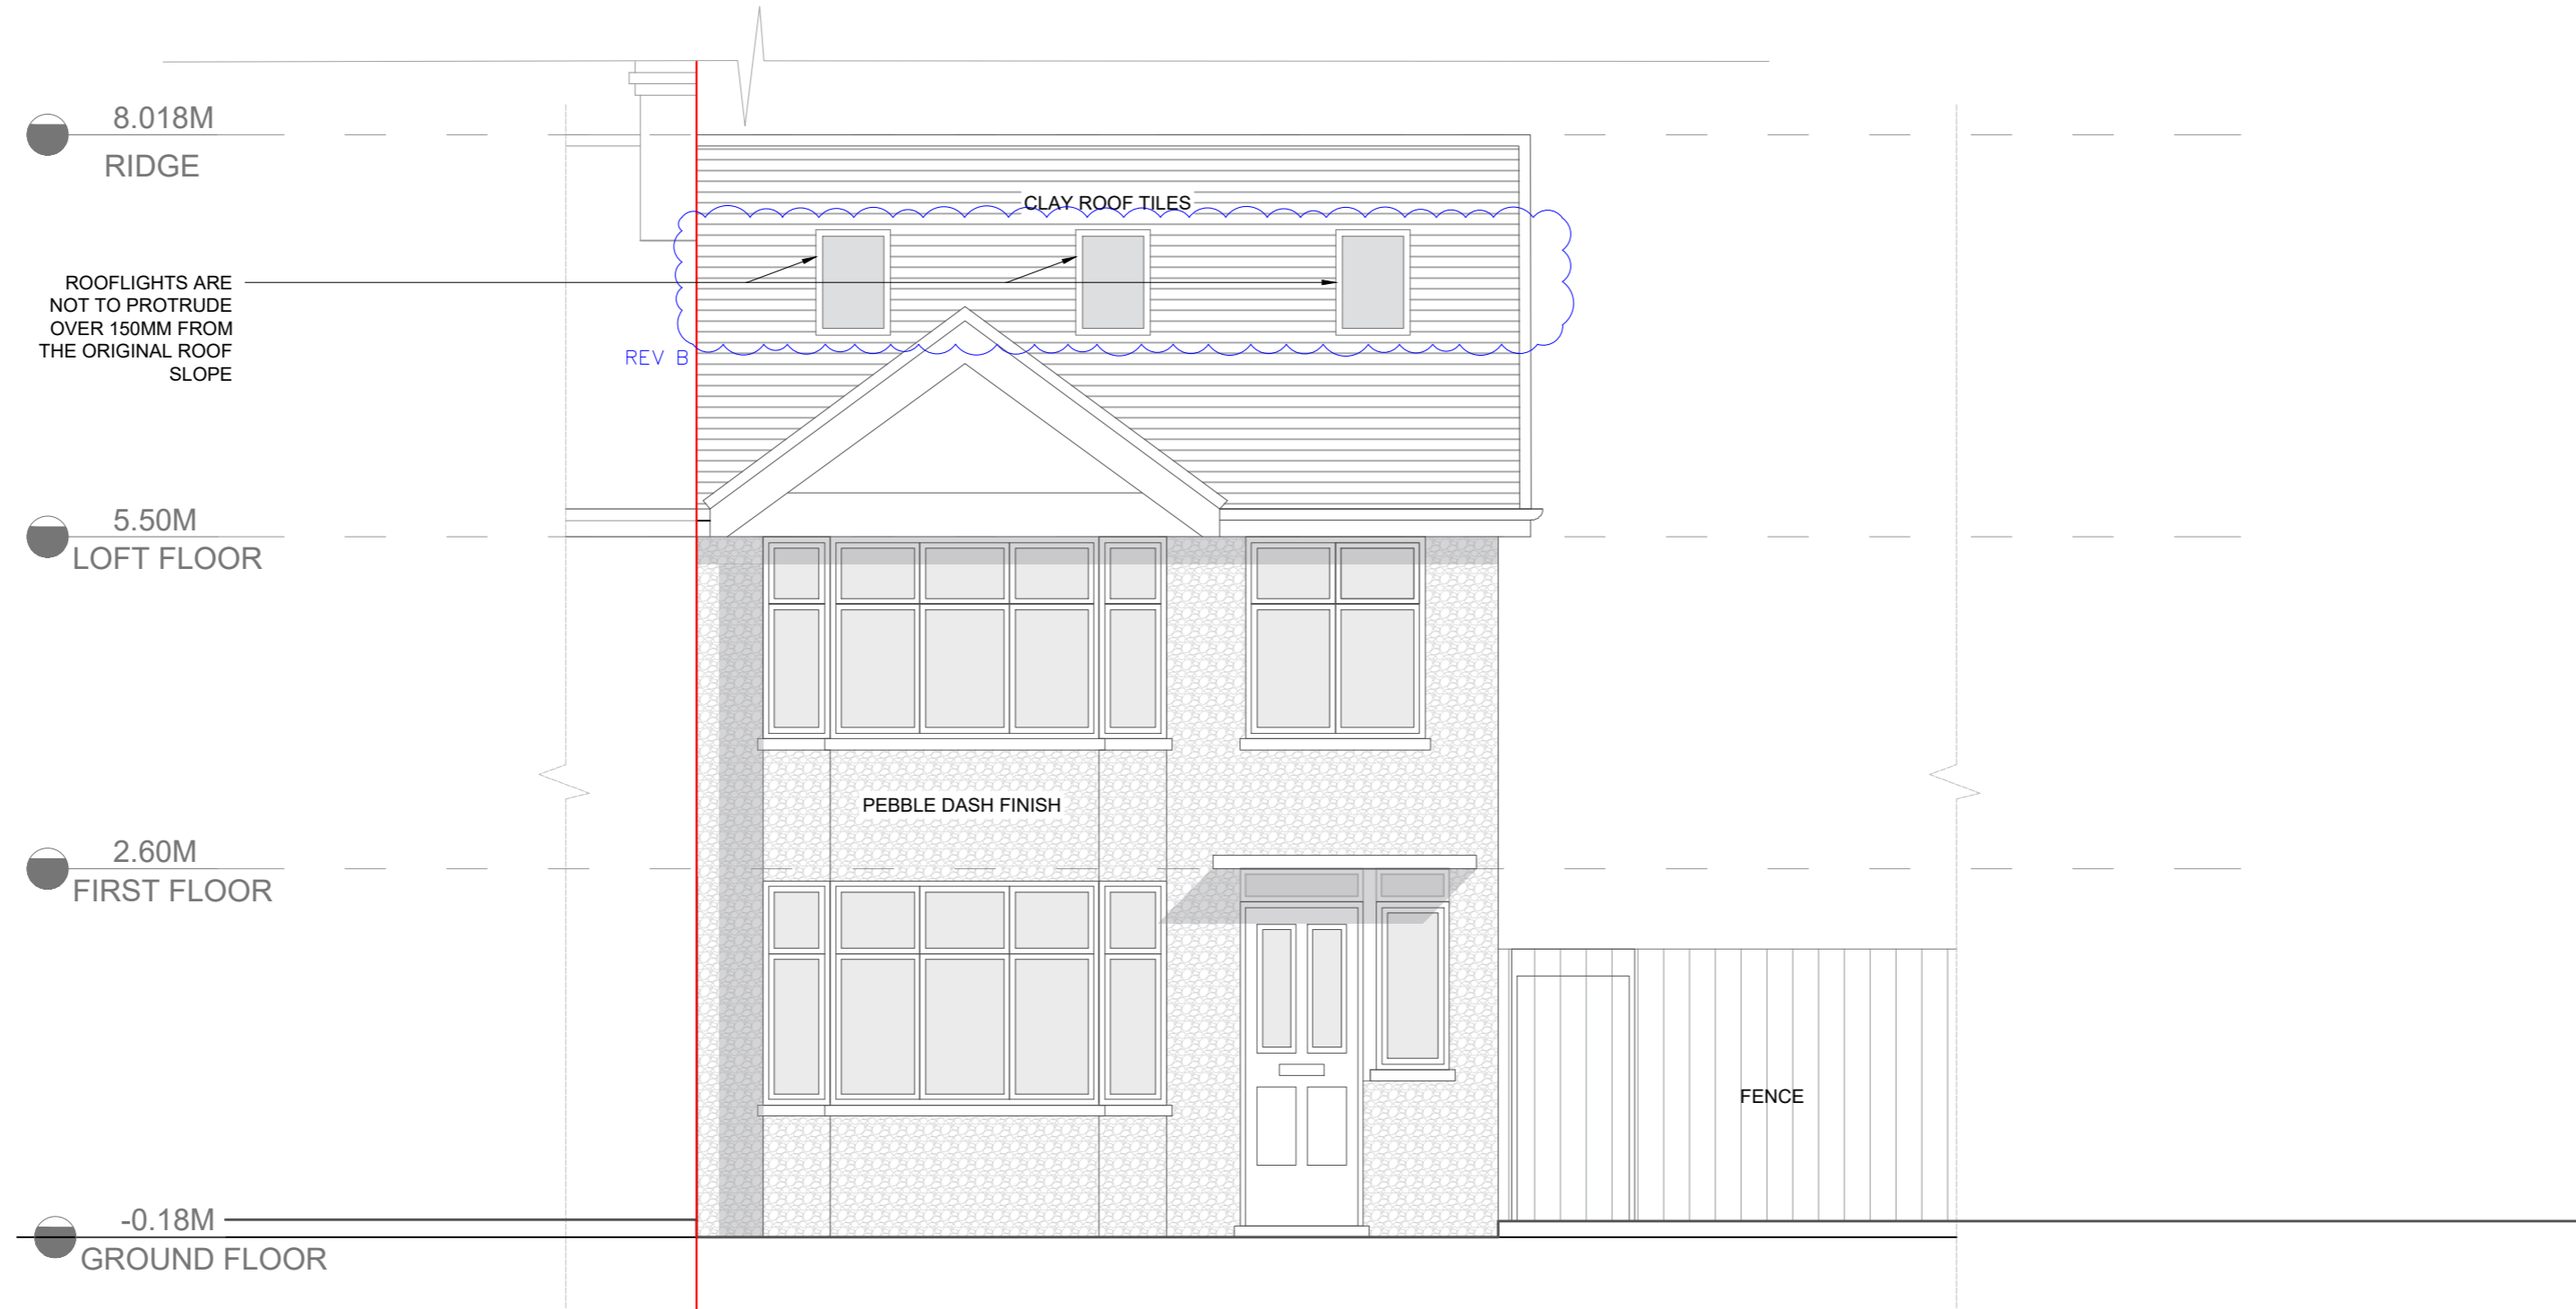 8.018M
RIDGE
CLAY ROOF TILES
ROOFLIGHTS ARE
NOT TO PROTRUDE
OVER 150MM FROM
THE ORIGINAL ROOF
SLOPE
REV B
5.50M
LOFT FLOOR
PEBBLE DASH FINISH
2.60M
FIRST FLOOR
FENCE
-0.18M
GROUND FLOOR